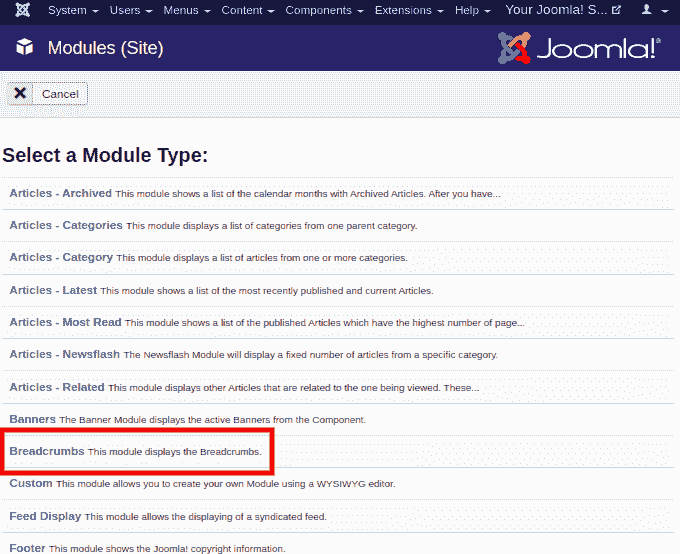 System Users Menus Content Components Extensions Help Your Joomla! S...
Modules (Site) Joomla!®
Cancel
Select a Module Type:
Articles - Archived This module shows a list of the calendar months with Archived Articles. After you have...
Articles - Categories This module displays a list of categories from one parent category.
Articles - Category This module displays a list of articles from one or more categories.
Articles - Latest This module shows a list of the most recently published and current Articles.
Articles - Most Read This module shows a list of the published Articles which have the highest number of page...
Articles - Newsflash The Newsflash Module will display a fixed number of articles from a specific category.
Articles - Related This module displays other Articles that are related to the one being viewed. These...
Banners The Banner Module displays the active Banners from the Component.
Breadcrumbs This module displays the Breadcrumbs.
Custom This module allows you to create your own Module using a WYSIWYG editor.
Feed Display This module allows the displaying of a syndicated feed.
Footer This module shows the Joomla! copyright information.